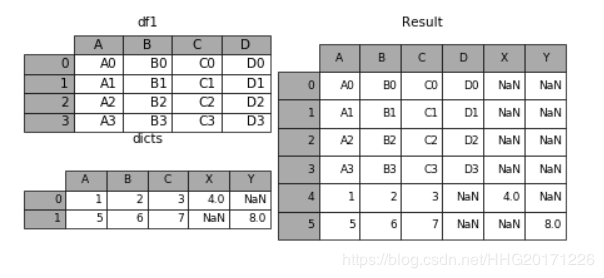 df1
A B C D
0 A0 B0 C0 D0
1 A1 B1 C1 D1
2 A2 B2 C2 D2
3 A3 B3 C3 D3
dicts
A B C X Y
0 1 2 3 4.0 NaN
1 5 6 7 NaN 8.0
Result
A B C D X Y
0 A0 B0 C0 D0 NaN NaN
1 A1 B1 C1 D1 NaN NaN
2 A2 B2 C2 D2 NaN NaN
3 A3 B3 C3 D3 NaN NaN
4 1 2 3 NaN 4.0 NaN
5 5 6 7 NaN NaN 8.0
https://blog.csdn.net/HHG20171226